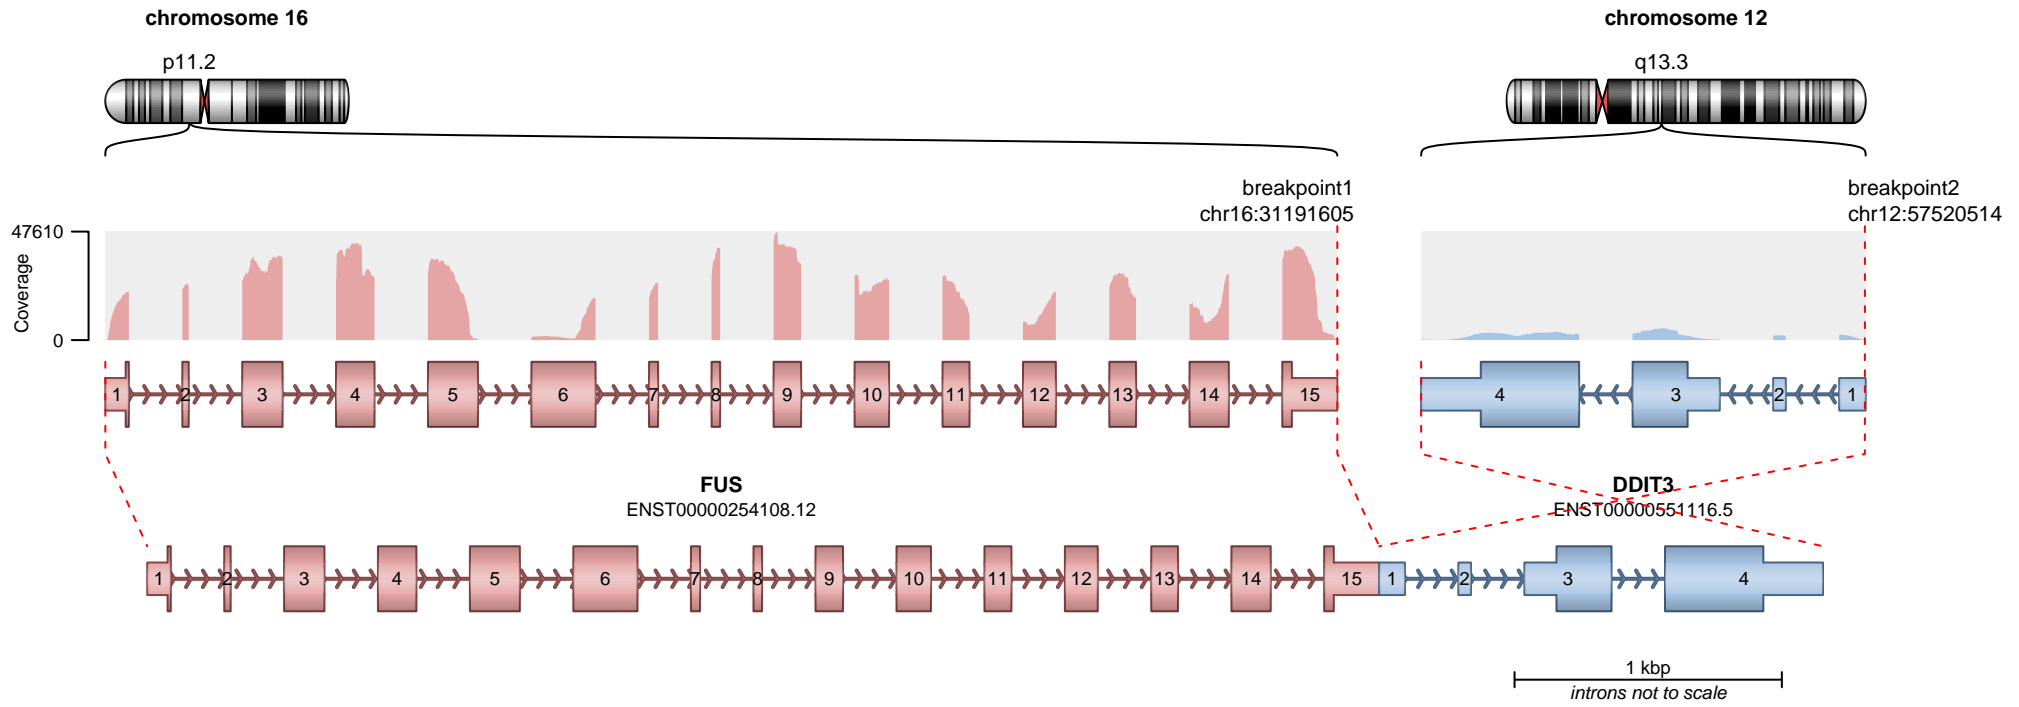 chromosome 16
chromosome 12
p11.2
q13.3
breakpoint1
chr16:31191605
breakpoint2
chr12:57520514
47610
Coverage
0
1 2 3 4 5 6 7 8 9 10 11 12 13 14 15
4 3 2 1
FUS
ENST00000254108.12
DDIT3
ENST00000551116.5
1 2 3 4 5 6 7 8 9 10 11 12 13 14 15 1 2 3 4
1 kbp
introns not to scale